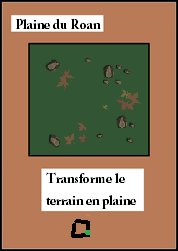 Plaine du Roan
Transforme le
terrain en plaine